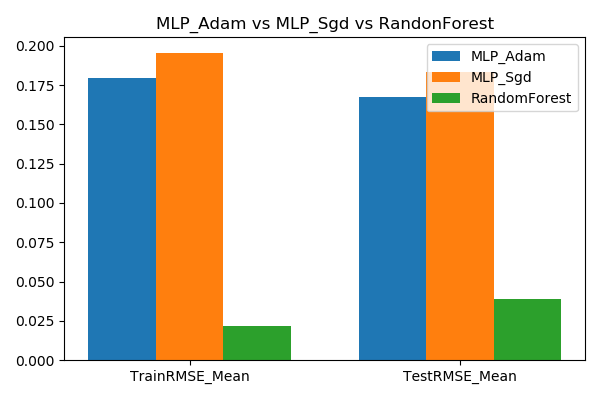 MLP_Adam vs MLP_Sgd vs RandonForest
0.200
0.175
0.150
0.125
0.100
0.075
0.050
0.025
0.000
MLP_Adam
MLP_Sgd
RandomForest
TrainRMSE_Mean
TestRMSE_Mean